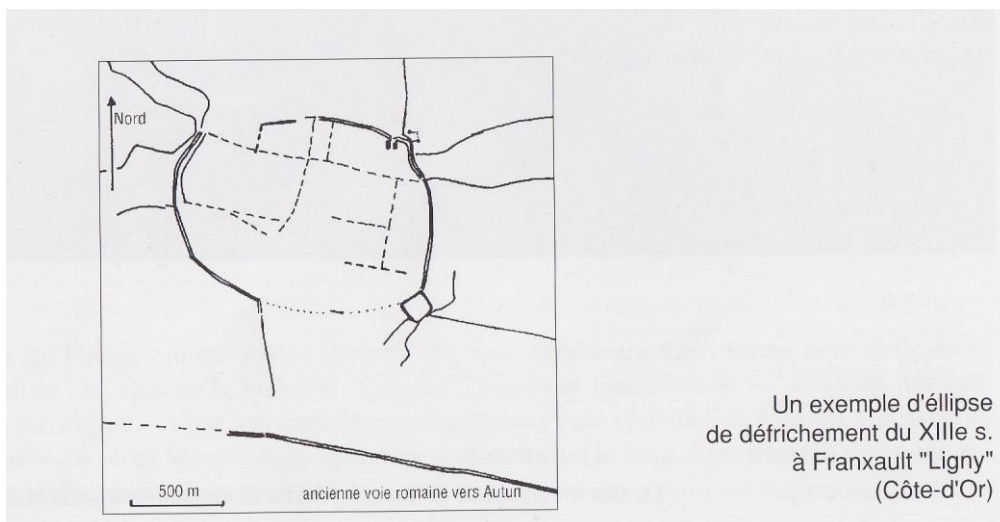 Nord
500 m
ancienne voie romaine vers Autun
Un exemple d'éllipse
de défrichement du XIIIe s.
à Franxault "Ligny"
(Côte-d'Or)